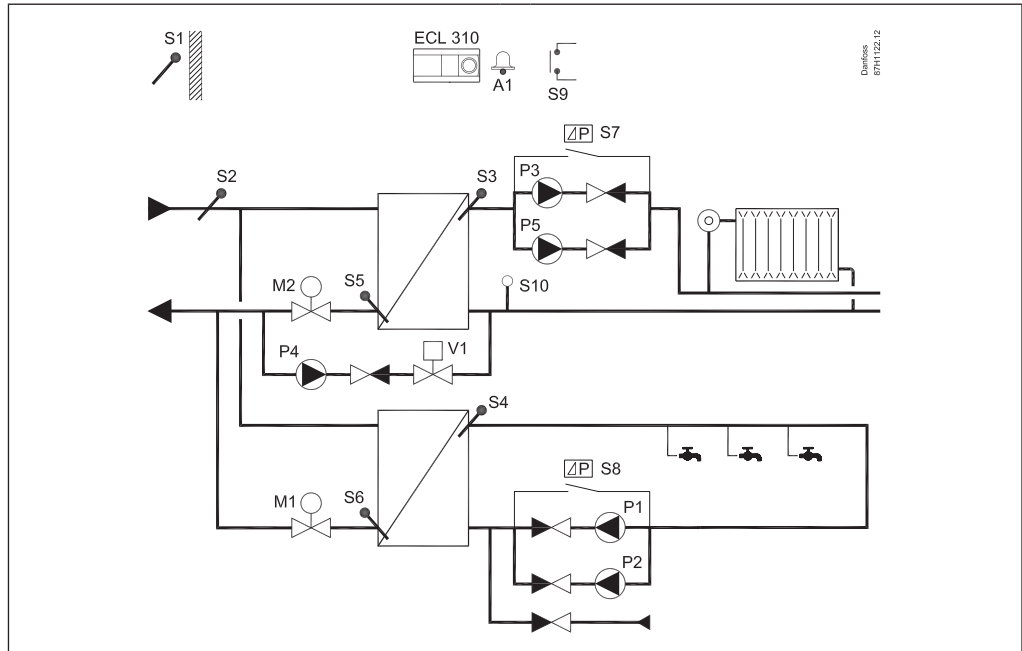 S1
ECL 310
A1
S9
Danfoss
87H1122.12
P S7
S2
S3
P3
P5
M2
S5
S10
P4
V1
S4
P S8
M1
S6
P1
P2